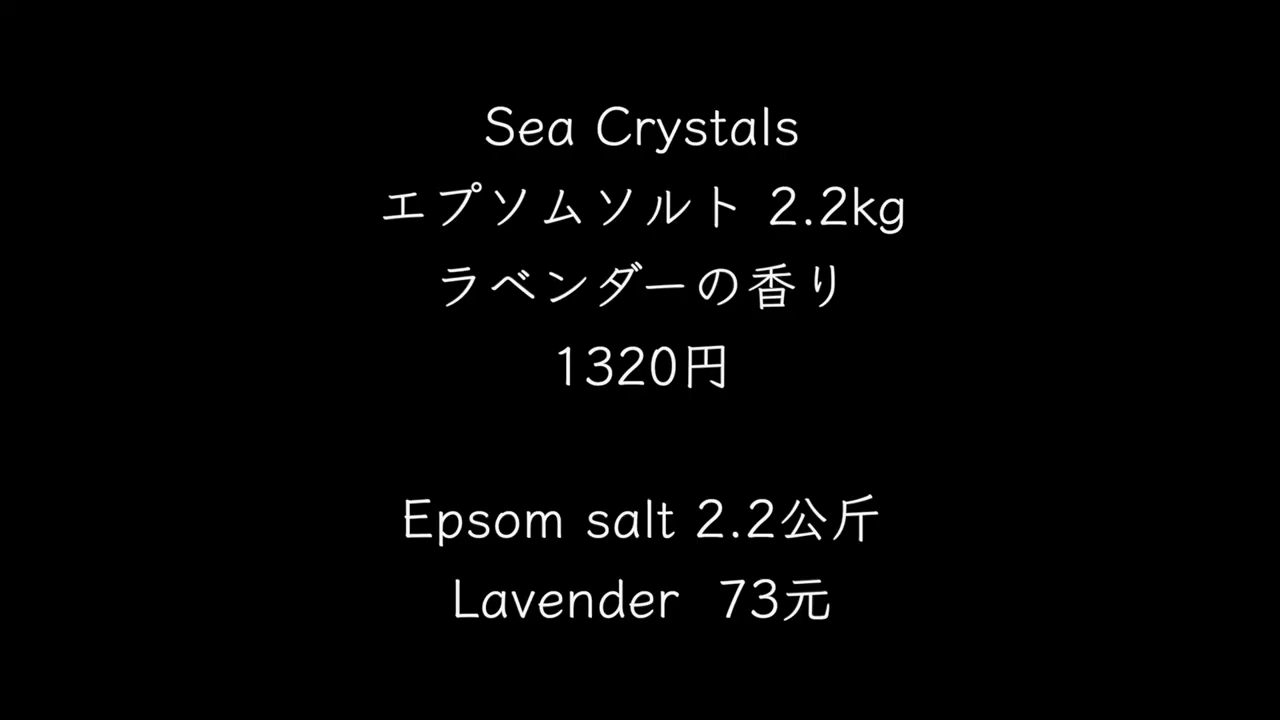 Sea Crystals
エプソムソルト 2.2kg
ラベンダーの香り
1320円
Epsom salt 2.2公斤
Lavender 73元